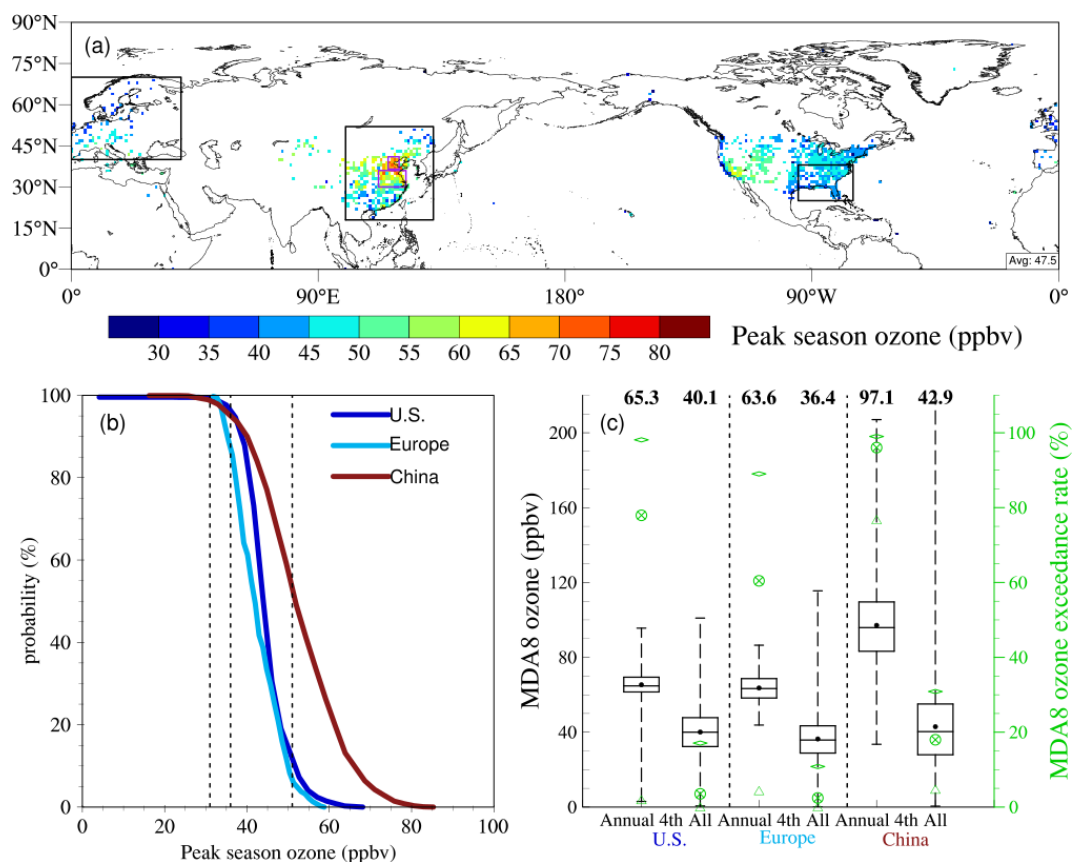 90°N
(a)
75°N
60°N
45°N
30°N
15°N
0°
Avg: 47.5
0° 90°E 180° 90°W 0°
30 35 40 45 50 55 60 65 70 75 80
Peak season ozone (ppbv)
(b)
U.S.
Europe
China
100
80
60
40
20
0
probability (%)
0 20 40 60 80 100
Peak season ozone (ppbv)
65.3 40.1 63.6 36.4 97.1 42.9
(c)
200
160
120
80
40
0
MDA8 ozone (ppbv)
100
80
60
40
20
0
MDA8 ozone exceedance rate (%)
Annual 4th All Annual 4th All Annual 4th All
U.S. Europe China